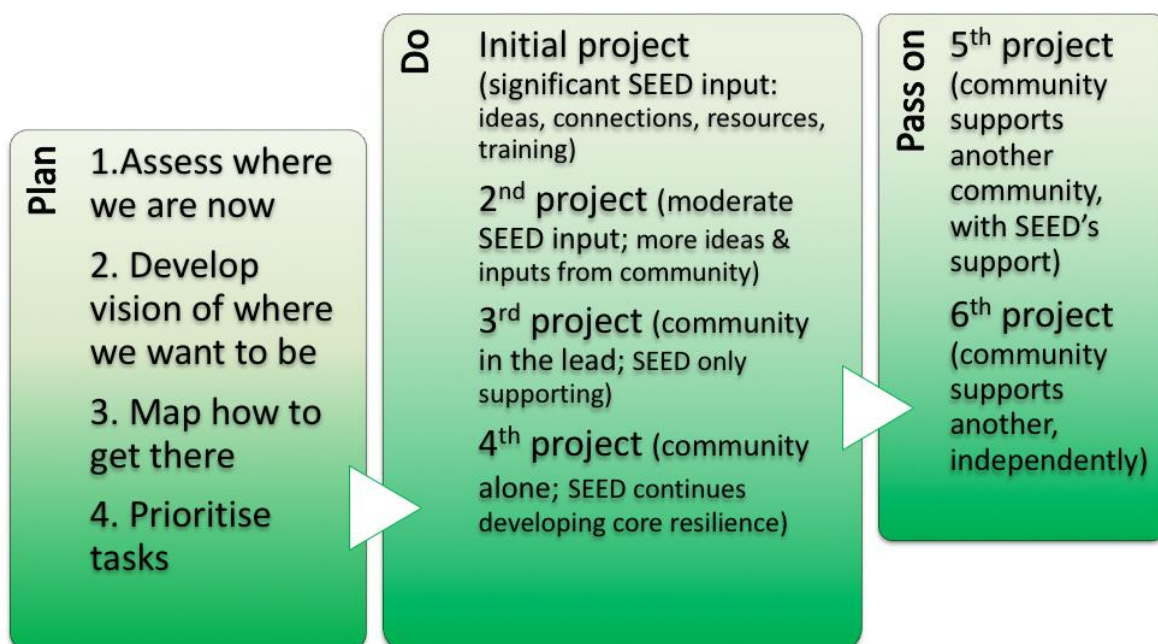 Plan
1.Assess where
we are now
2. Develop
vision of where
we want to be
3. Map how to
get there
4. Prioritise
tasks
Do
Initial project
(significant SEED input:
ideas, connections, resources,
training)
2nd project (moderate
SEED input; more ideas &
inputs from community)
3rd project (community
in the lead; SEED only
supporting)
4th project (community
alone; SEED continues
developing core resilience)
Pass on
5th project
(community
supports
another
community,
with SEED’s
support)
6th project
(community
supports
another,
independently)